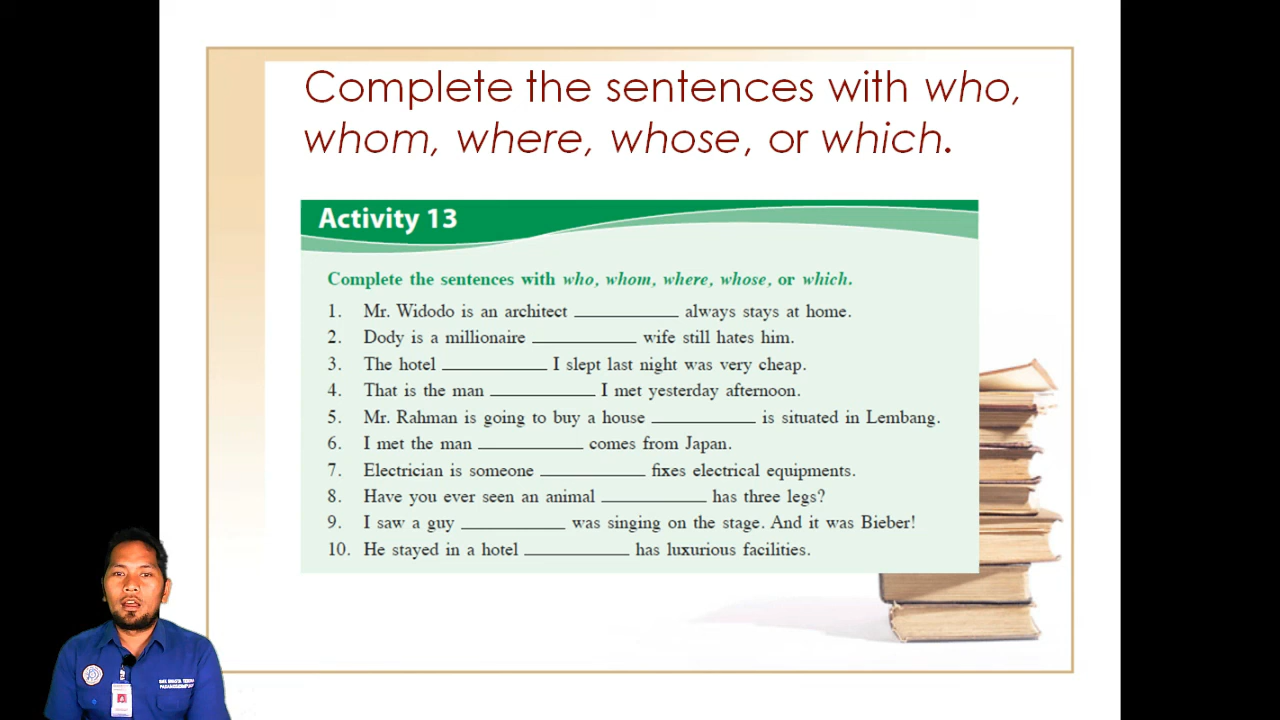 Complete the sentences with who,
whom, where, whose, or which.
Activity 13
Complete the sentences with who, whom, where, whose, or which.
1. Mr. Widodo is an architect ____________ always stays at home.
2. Dody is a millionaire ____________ wife still hates him.
3. The hotel ____________ I slept last night was very cheap.
4. That is the man ____________ I met yesterday afternoon.
5. Mr. Rahman is going to buy a house ____________ is situated in Lembang.
6. I met the man ____________ comes from Japan.
7. Electrician is someone ____________ fixes electrical equipments.
8. Have you ever seen an animal ____________ has three legs?
9. I saw a guy ____________ was singing on the stage. And it was Bieber!
10. He stayed in a hotel ____________ has luxurious facilities.